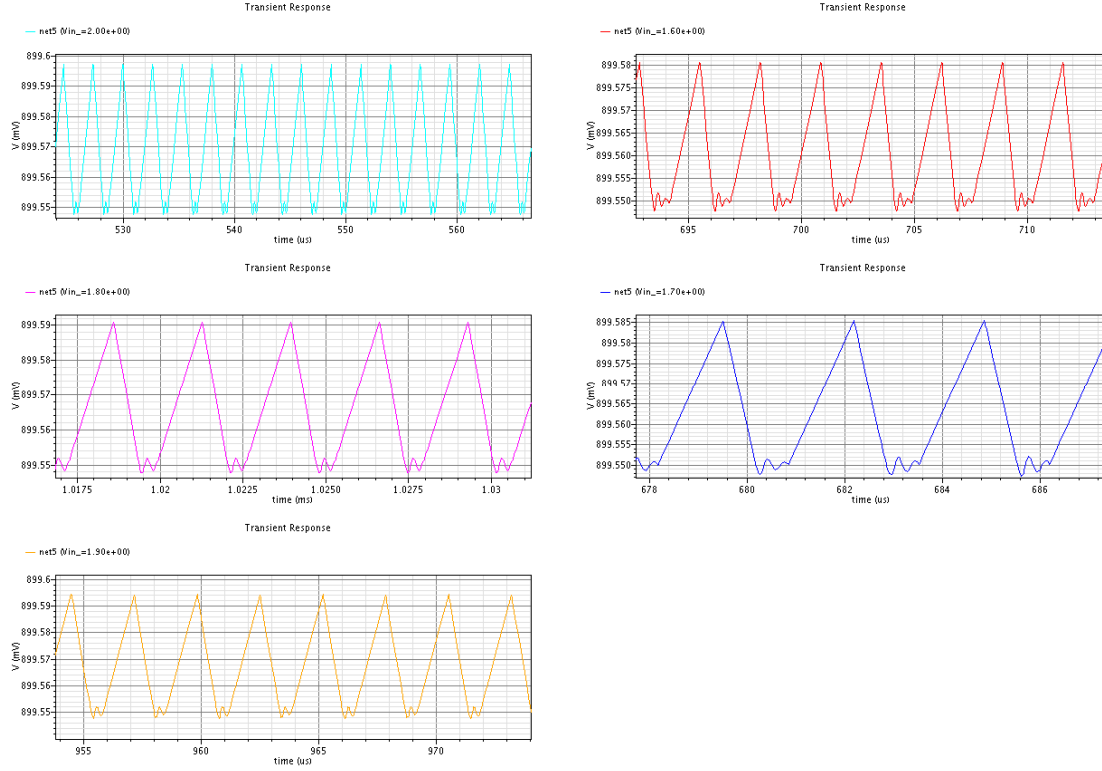 Transient Response
net5 (Vin_=2.00e+00)
899.6
899.59
899.58
899.57
899.56
899.55
V (mV)
530
540
550
560
time (us)
Transient Response
net5 (Vin_=1.60e+00)
899.58
899.575
899.57
899.565
899.560
899.555
899.550
V (mV)
695
700
705
710
time (us)
Transient Response
net5 (Vin_=1.80e+00)
899.59
899.58
899.57
899.56
899.55
V (mV)
1.0175
1.02
1.0225
1.0250
1.0275
1.03
time (ms)
Transient Response
net5 (Vin_=1.70e+00)
899.585
899.58
899.575
899.57
899.565
899.56
899.555
899.550
V (mV)
678
680
682
684
686
time (us)
Transient Response
net5 (Vin_=1.90e+00)
899.6
899.59
899.58
899.57
899.56
899.55
V (mV)
955
960
965
970
time (us)